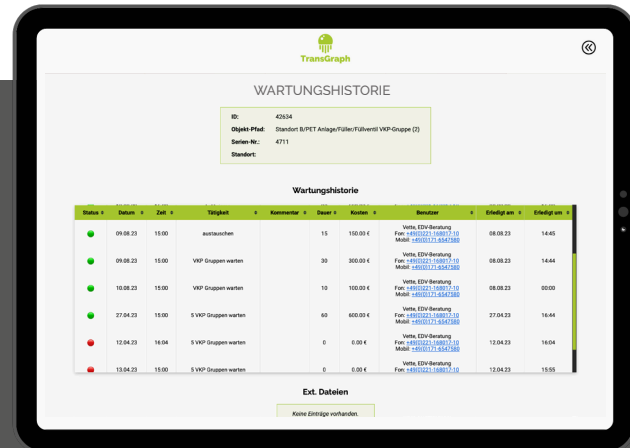 TransGraph
WARTUNGSHISTORIE
ID: 42634
Objekt-Pfad: Standort B/PET Anlage/Füller/Füllventil VKP-Gruppe (2)
Serien-Nr.: 4711
Standort:
Wartungshistorie
Status Datum Zeit Tätigkeit Kommentar Dauer Kosten Benutzer Erledigt am Erledigt um
09.08.23 15:00 austauschen 15 150.00 € Vette, EDV-Beratung 08.08.23 14:45
Fon: +49(0)221-168017-10
Mobil: +49(0)171-6547580
09.08.23 15:00 VKP Gruppen warten 30 300.00 € Vette, EDV-Beratung 08.08.23 14:44
Fon: +49(0)221-168017-10
Mobil: +49(0)171-6547580
10.08.23 15:00 VKP Gruppen warten 10 100.00 € Vette, EDV-Beratung 08.08.23 00:00
Fon: +49(0)221-168017-10
Mobil: +49(0)171-6547580
27.04.23 15:00 5 VKP Gruppen warten 60 600.00 € Vette, EDV-Beratung 27.04.23 16:44
Fon: +49(0)221-168017-10
Mobil: +49(0)171-6547580
12.04.23 16:04 5 VKP Gruppen warten 0 0.00 € Vette, EDV-Beratung 12.04.23 16:04
Fon: +49(0)221-168017-10
Mobil: +49(0)171-6547580
13.04.23 15:00 5 VKP Gruppen warten 0 0.00 € Vette, EDV-Beratung 12.04.23 15:55
Fon: +49(0)221-168017-10
Ext. Dateien
Keine Einträge vorhanden.